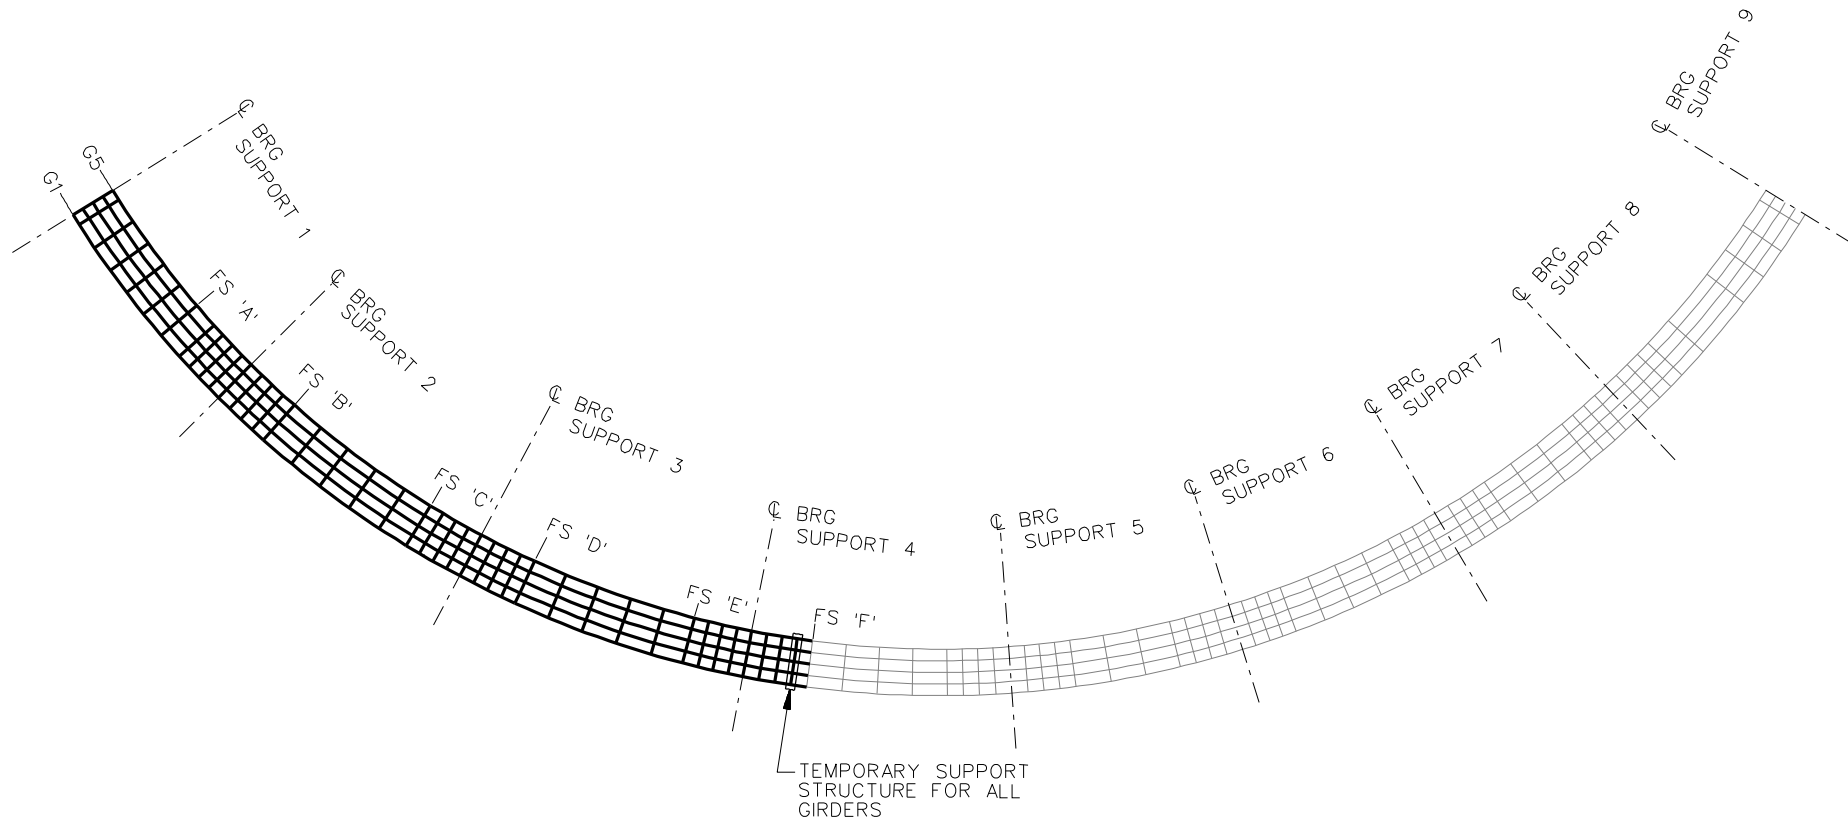 G1
G5
℄ BRG
SUPPORT 1
FS 'A'
℄ BRG
SUPPORT 2
FS 'B'
℄ BRG
SUPPORT 3
FS 'C'
FS 'D'
℄ BRG
SUPPORT 4
FS 'E'
FS 'F'
℄ BRG
SUPPORT 5
℄ BRG
SUPPORT 6
℄ BRG
SUPPORT 7
℄ BRG
SUPPORT 8
℄ BRG
SUPPORT 9
TEMPORARY SUPPORT
STRUCTURE FOR ALL
GIRDERS